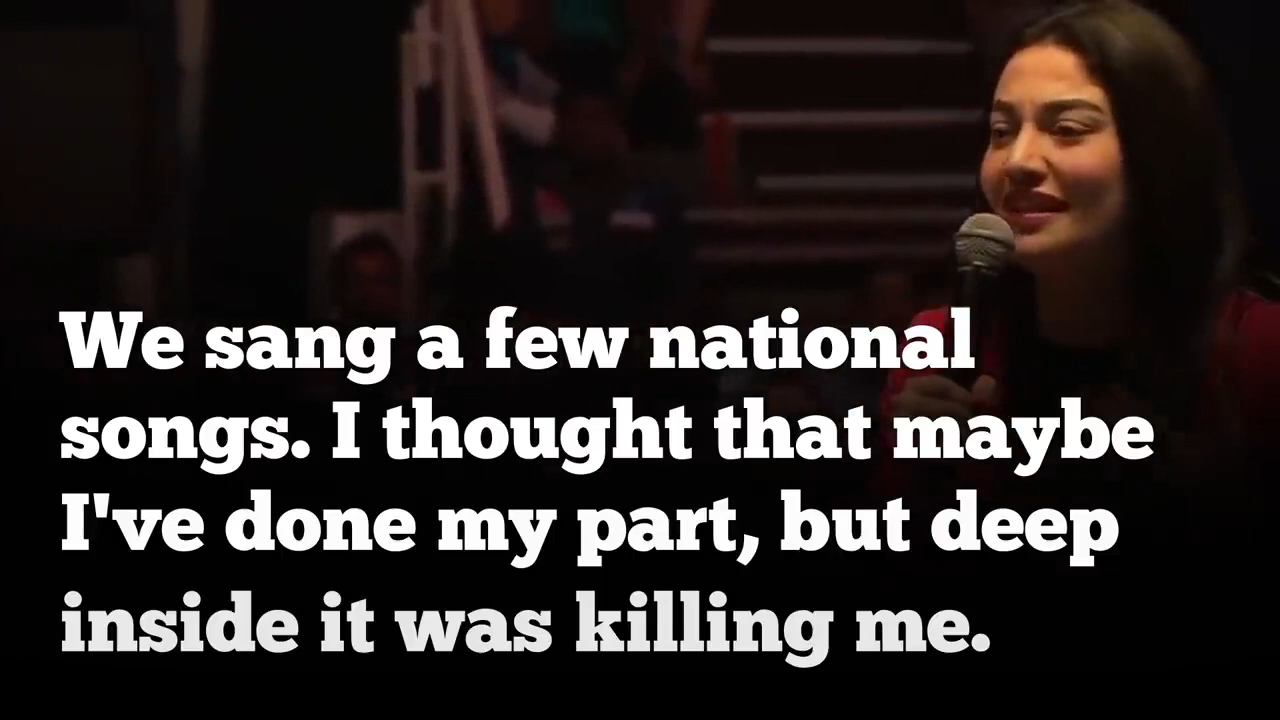 We sang a few national
songs. I thought that maybe
I've done my part, but deep
inside it was killing me.